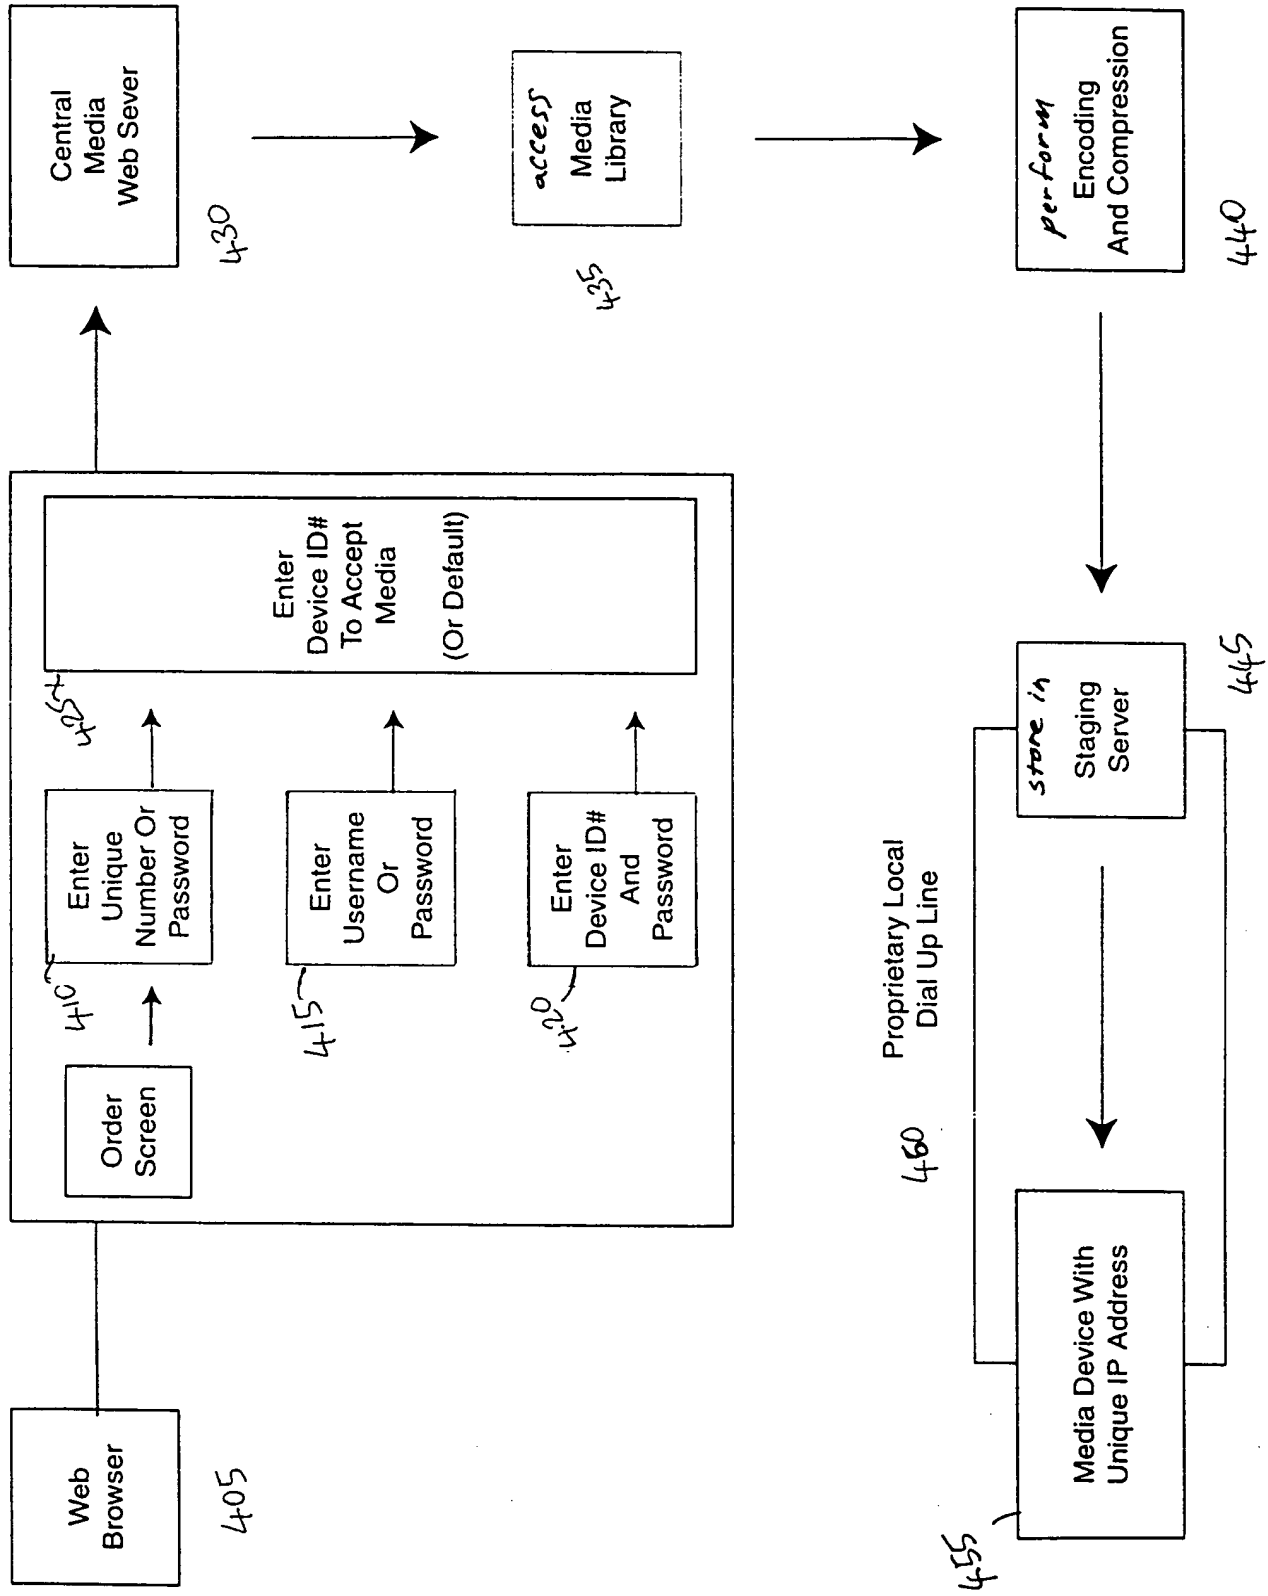 Web
Browser
405
Order
Screen
410
Enter
Unique
Number Or
Password
415
Enter
Username
Or
Password
420
Enter
Device ID#
And
Password
425
Enter
Device ID#
To Accept
Media
(Or Default)
Central
Media
Web Sever
430
access
Media
Library
435
perform
Encoding
And Compression
440
store in
Staging
Server
445
Proprietary Local
Dial Up Line
455
Media Device With
Unique IP Address